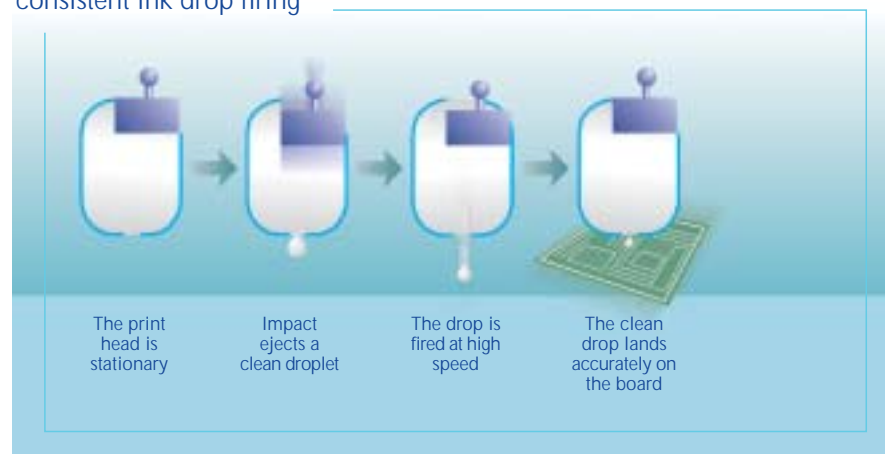 consistent ink drop firing
The print
head is
stationary
Impact
ejects a
clean droplet
The drop is
fired at high
speed
The clean
drop lands
accurately on
the board